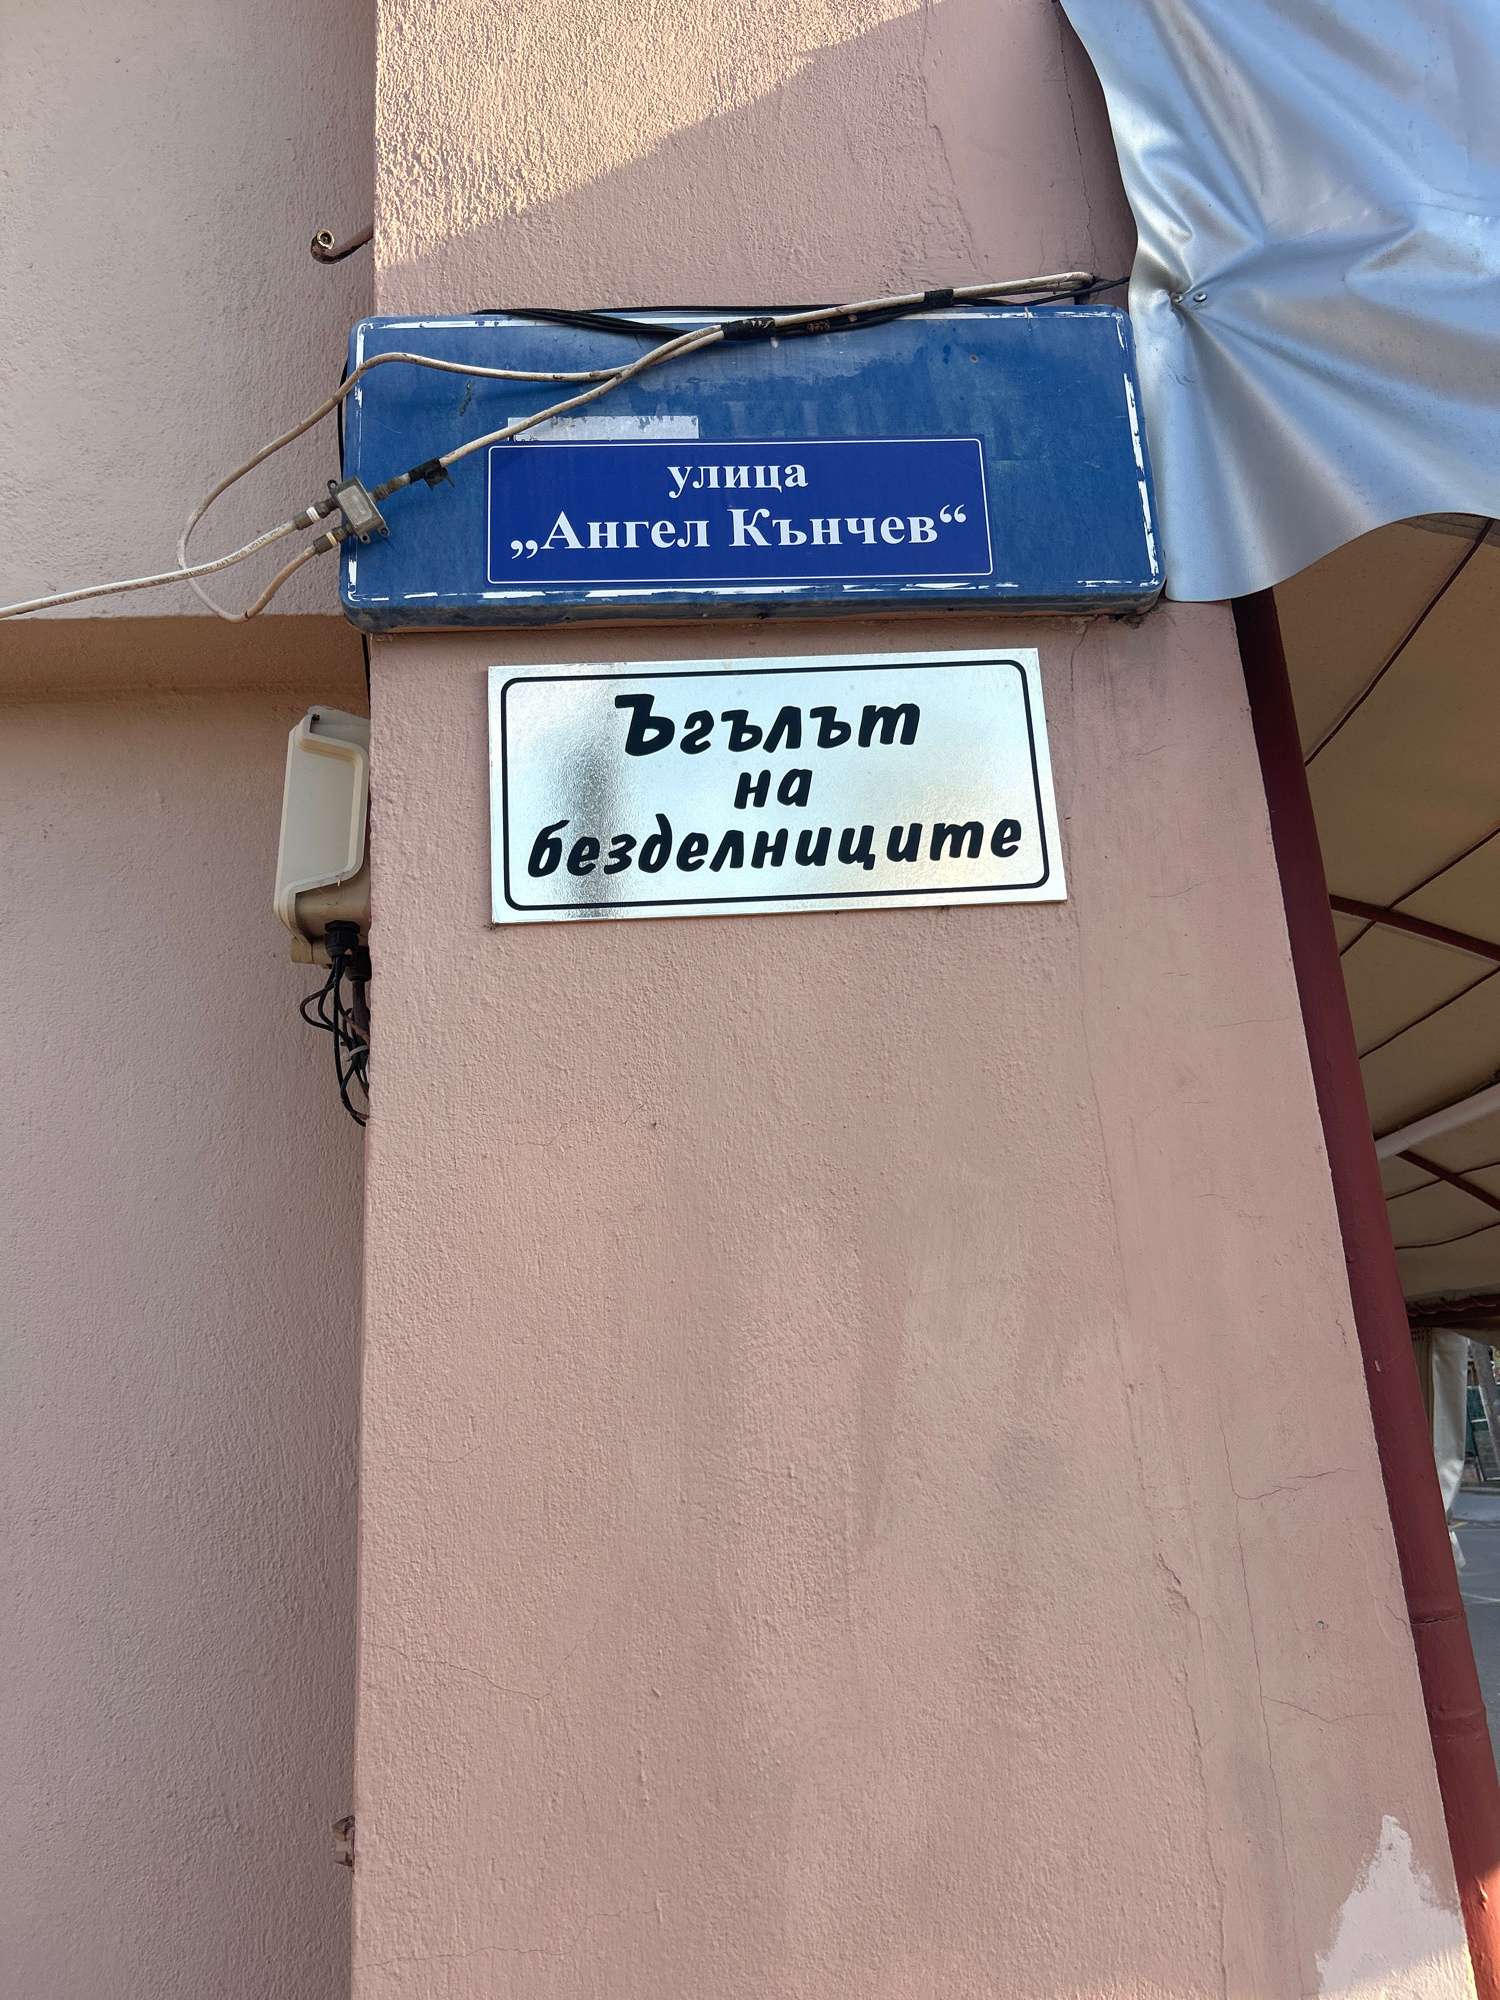 улица
„Ангел Кънчев“
Ъгълът
на
безделниците